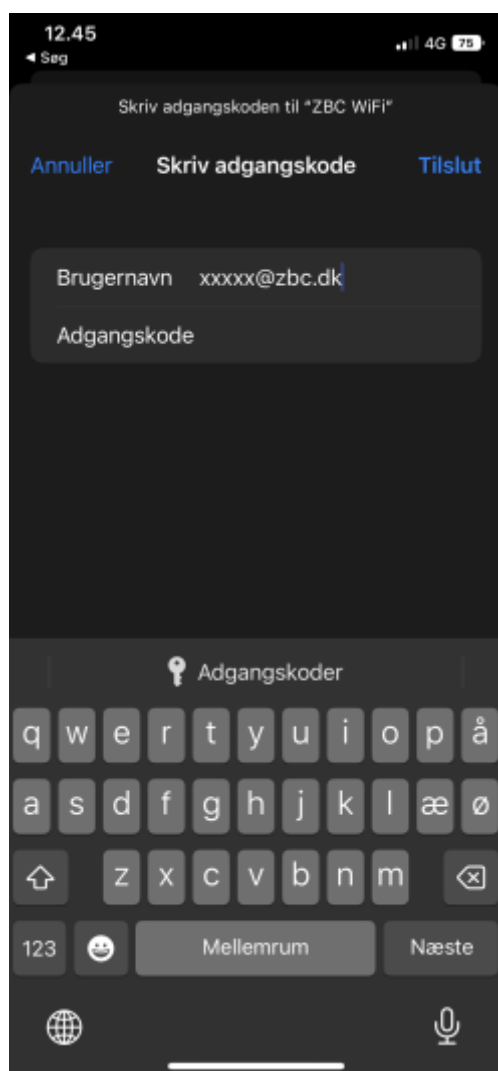 12.45
4G 75
◀ Søg
Skriv adgangskoden til "ZBC WiFi"
Annuller Skriv adgangskode Tilslut
Brugernavn xxxxx@zbc.dk
Adgangskode
Adgangskoder
q w e r t y u i o p å
a s d f g h j k l æ ø
z x c v b n m
123 Mellemrum Næste